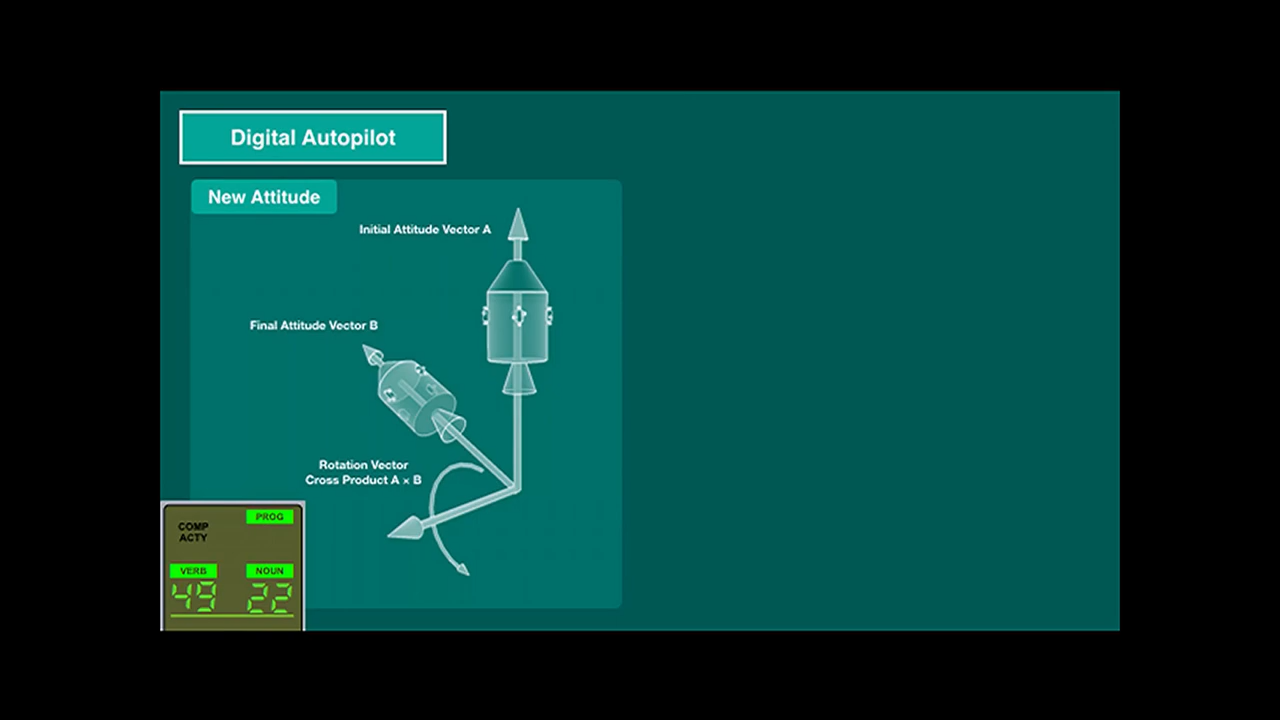 Digital Autopilot
New Attitude
Initial Attitude Vector A
Final Attitude Vector B
Rotation Vector
Cross Product A × B
COMP
ACTY
PROG
VERB
NOUN
49
22